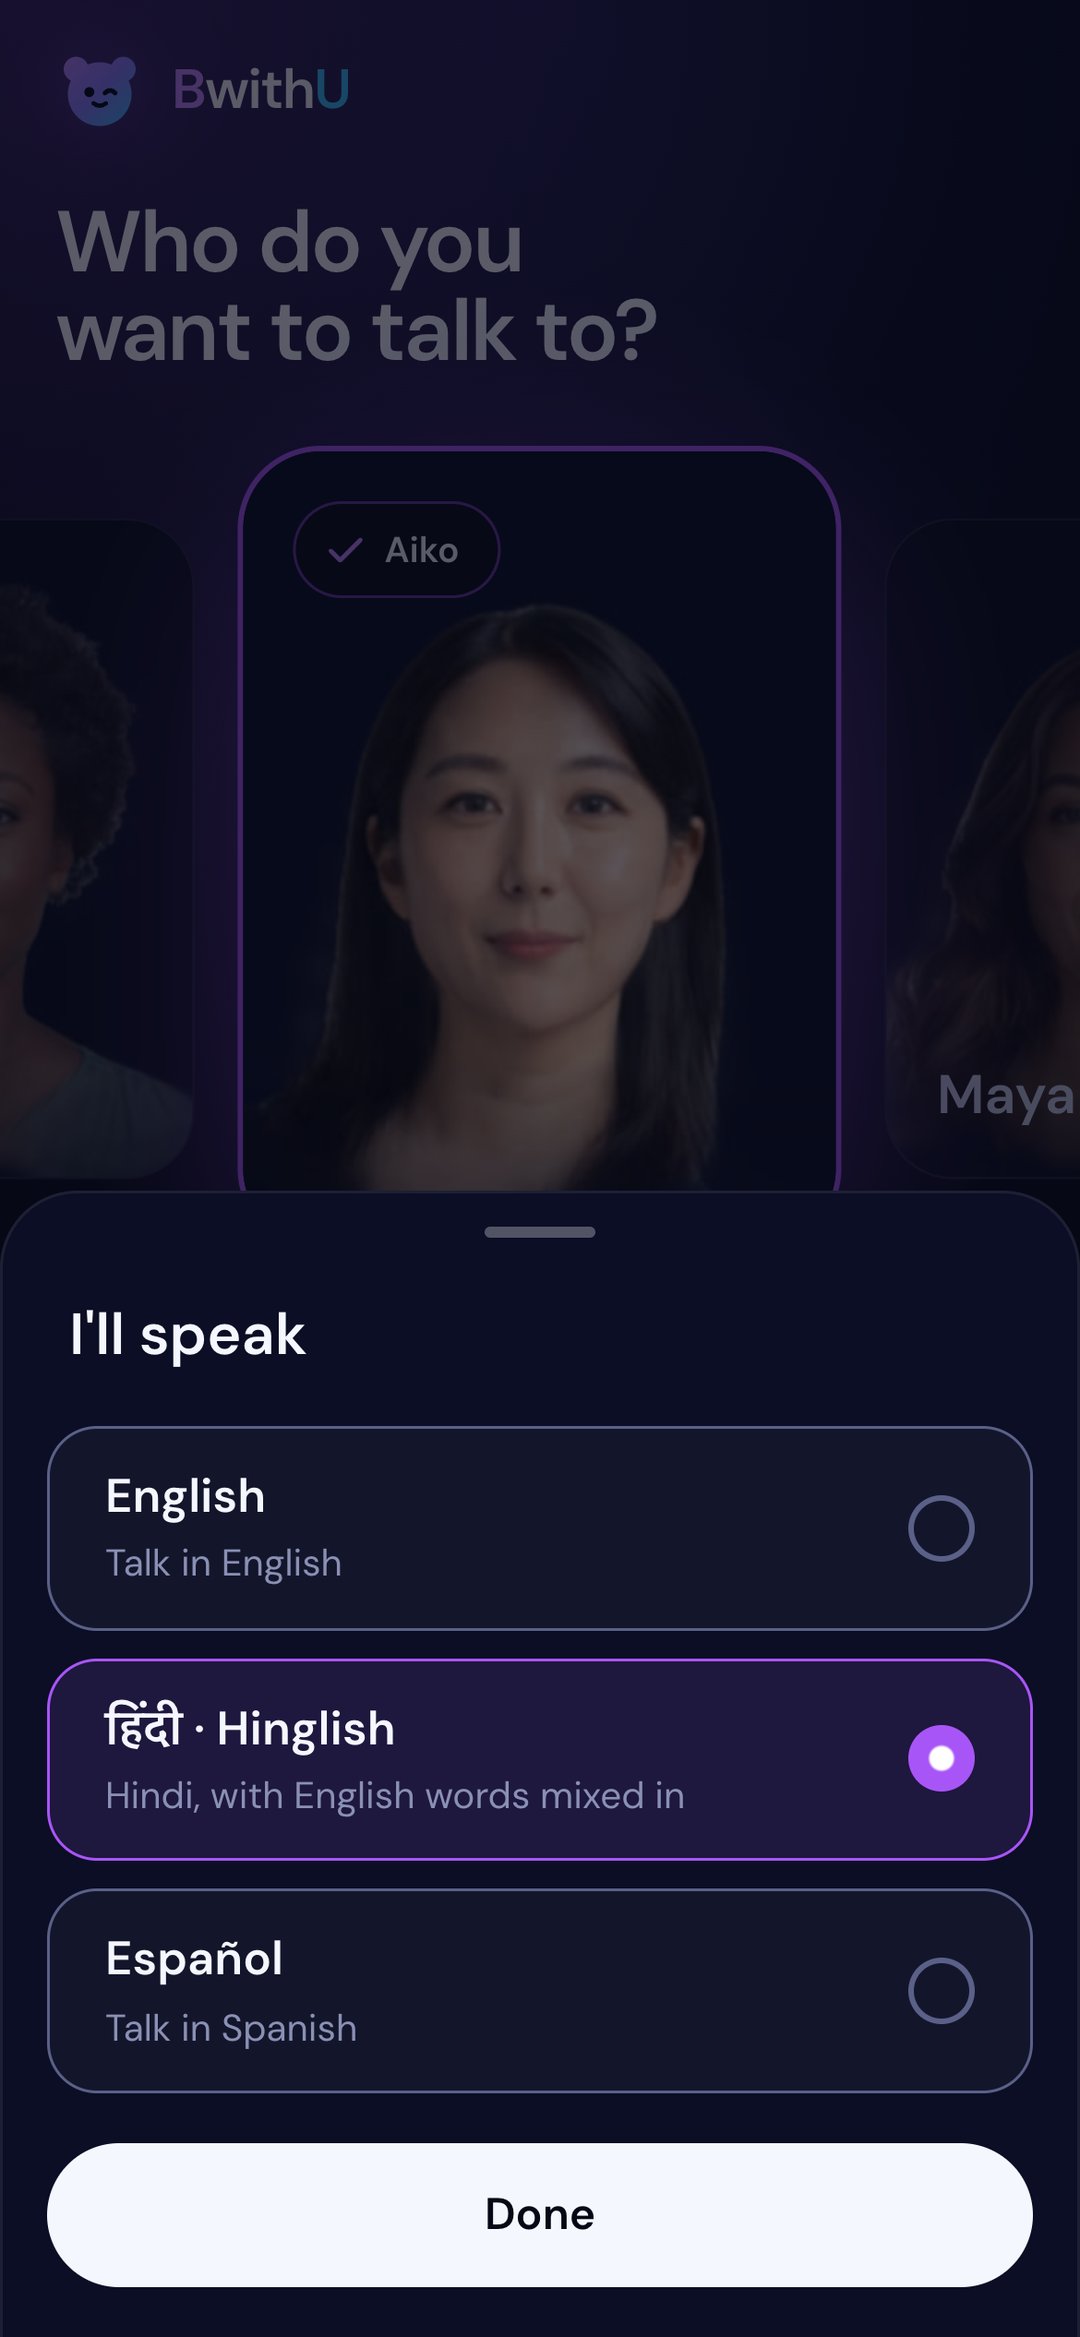 BwithU
Who do you
want to talk to?
Aiko
Maya
I'll speak
English
Talk in English
हिंदी · Hinglish
Hindi, with English words mixed in
Español
Talk in Spanish
Done